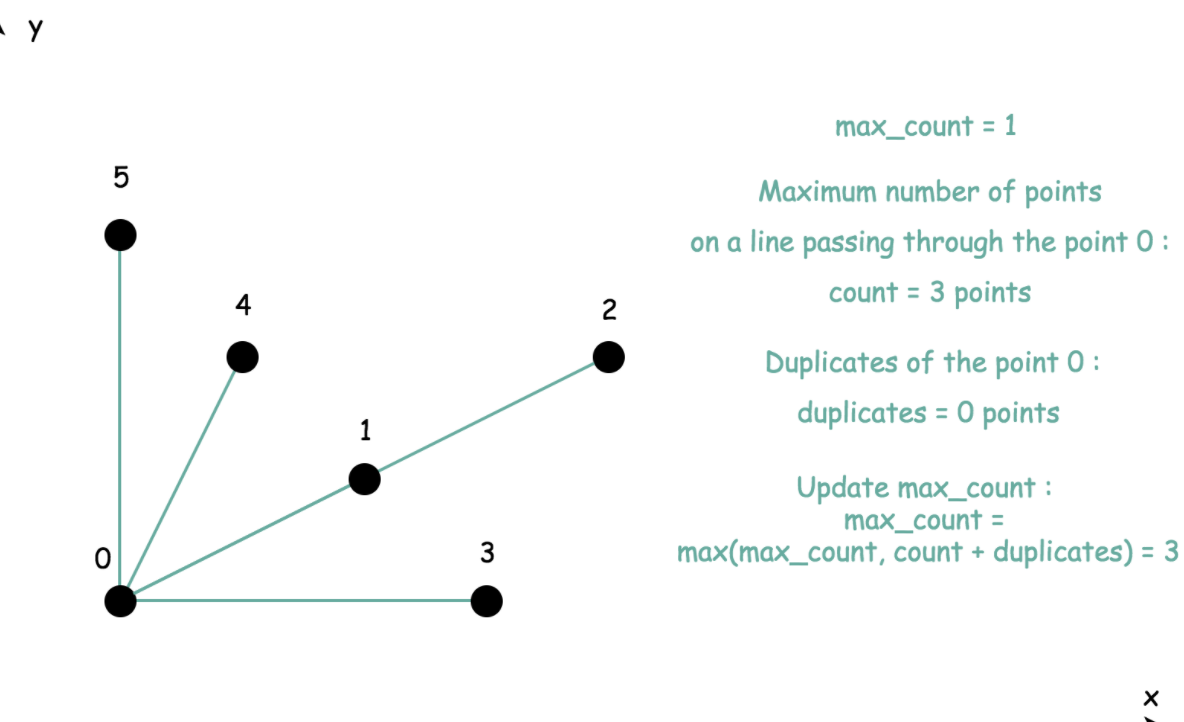 y
max_count = 1
5
Maximum number of points
on a line passing through the point 0 :
count = 3 points
4
2
Duplicates of the point 0 :
duplicates = 0 points
1
Update max_count :
max_count =
max(max_count, count + duplicates) = 3
0
3
x